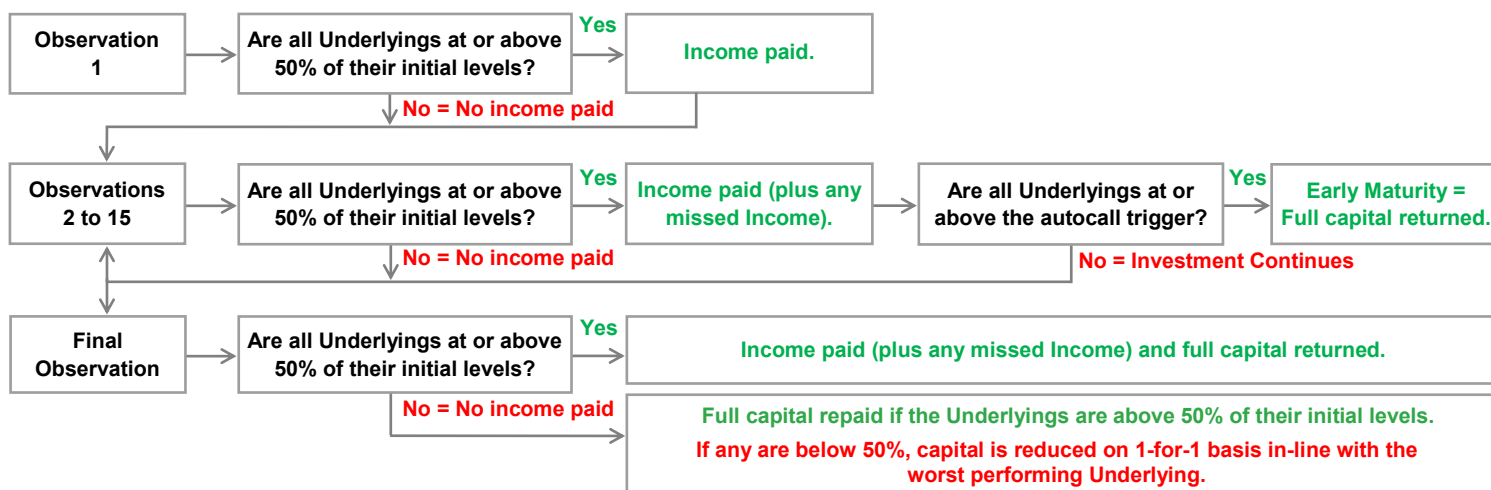 Observation
1
Are all Underlyings at or above
50% of their initial levels?
Yes
Income paid.
No = No income paid
Observations
2 to 15
Are all Underlyings at or above
50% of their initial levels?
Yes
Income paid (plus any
missed Income).
Are all Underlyings at or
above the autocall trigger?
Yes
Early Maturity =
Full capital returned.
No = No income paid
No = Investment Continues
Final
Observation
Are all Underlyings at or above
50% of their initial levels?
Yes
Income paid (plus any missed Income) and full capital returned.
No = No income paid
Full capital repaid if the Underlyings are above 50% of their initial levels.
If any are below 50%, capital is reduced on 1-for-1 basis in-line with the
worst performing Underlying.